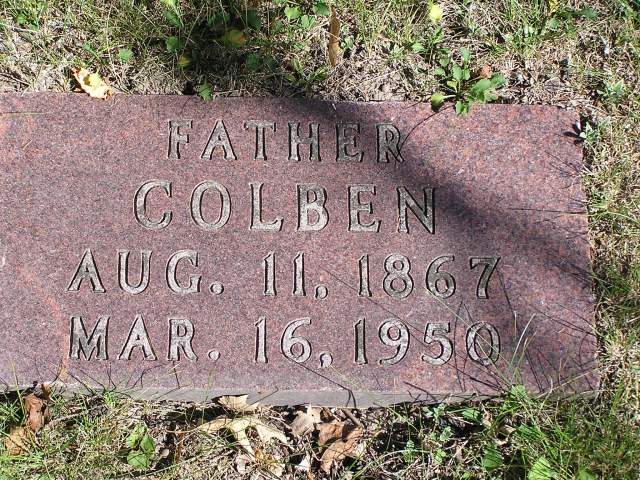 FATHER
COLBEN
AUG. 11, 1867
MAR. 16, 1950